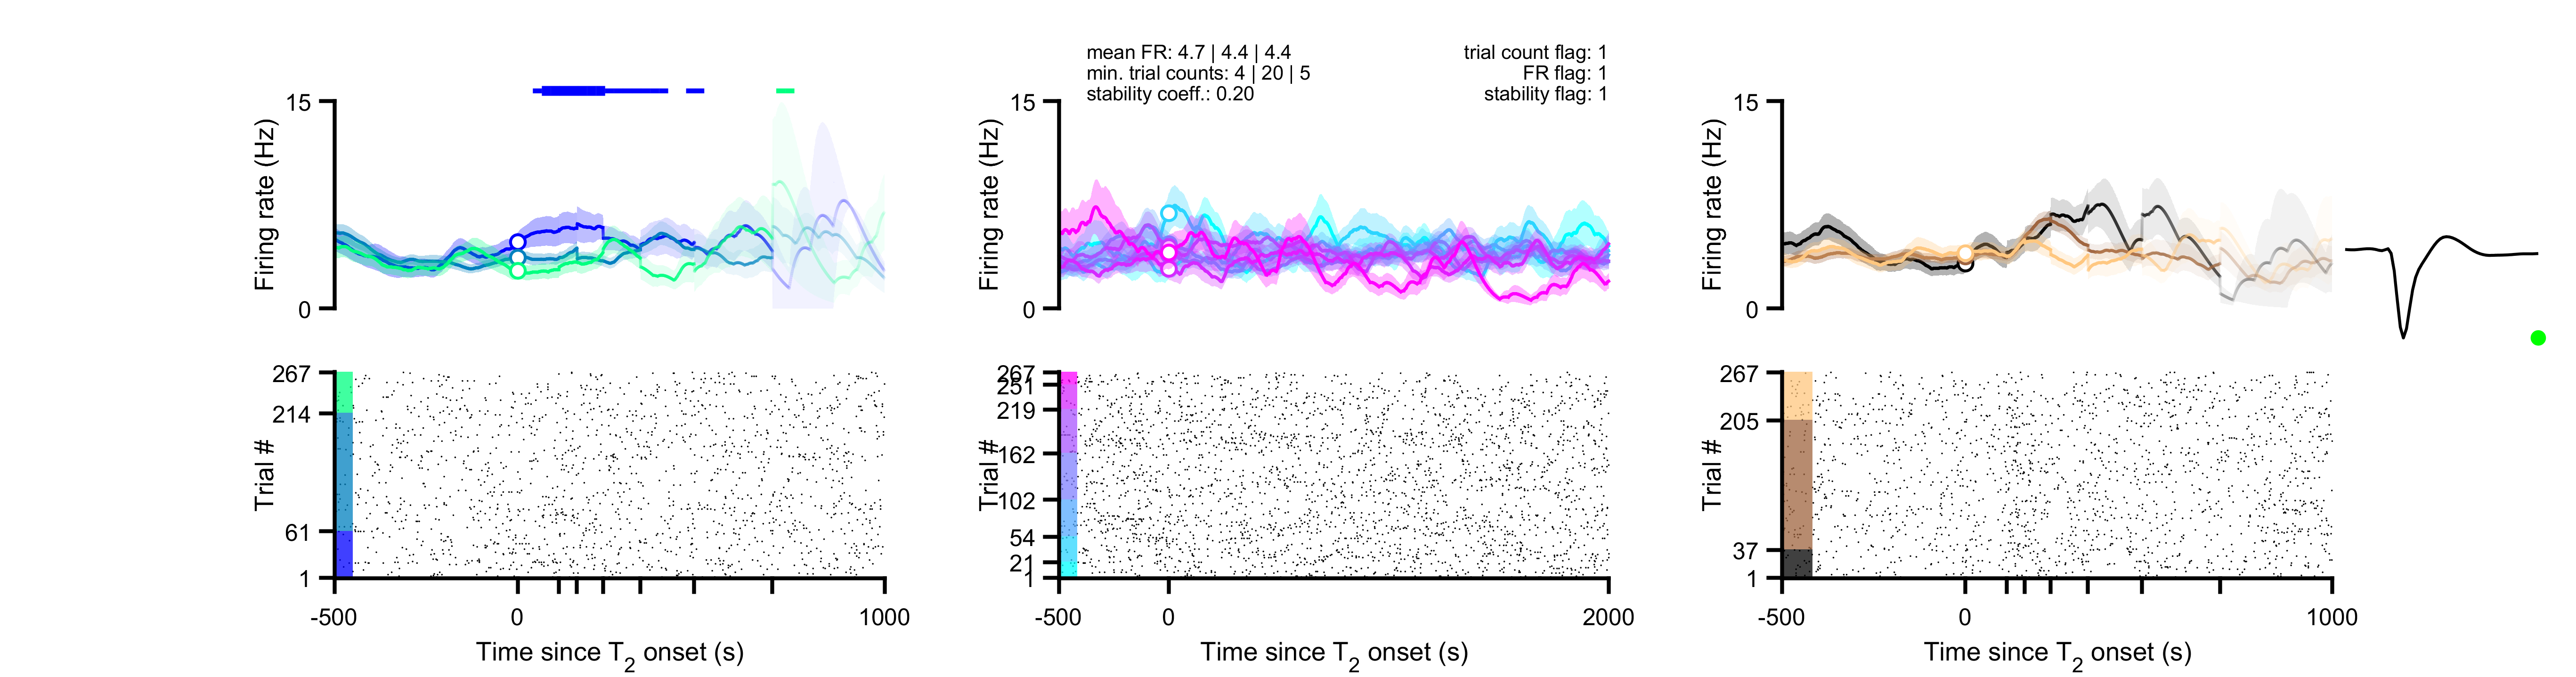 mean FR: 4.7 | 4.4 | 4.4
min. trial counts: 4 | 20 | 5
stability coeff.: 0.20
trial count flag: 1
FR flag: 1
stability flag: 1
15
Firing rate (Hz)
0
15
Firing rate (Hz)
0
15
Firing rate (Hz)
0
267
214
Trial #
61
1
-500
0
1000
Time since T2 onset (s)
267
251
219
Trial #
162
102
54
21
1
-500
0
2000
Time since T2 onset (s)
267
205
Trial #
37
1
-500
0
1000
Time since T2 onset (s)